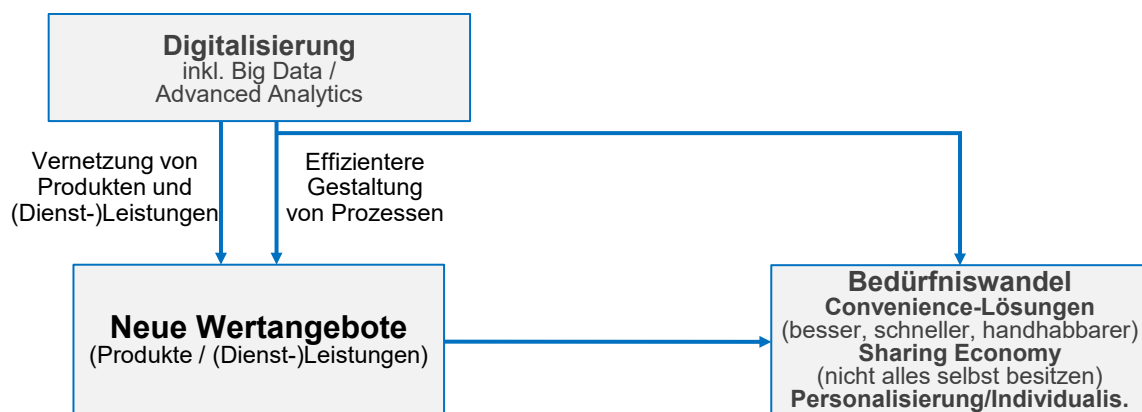 Digitalisierung
inkl. Big Data /
Advanced Analytics
Vernetzung von
Produkten und
(Dienst-)Leistungen
Effizientere
Gestaltung
von Prozessen
Neue Wertangebote
(Produkte / (Dienst-)Leistungen)
Bedürfniswandel
Convenience-Lösungen
(besser, schneller, handhabbarer)
Sharing Economy
(nicht alles selbst besitzen)
Personalisierung/Individualis.